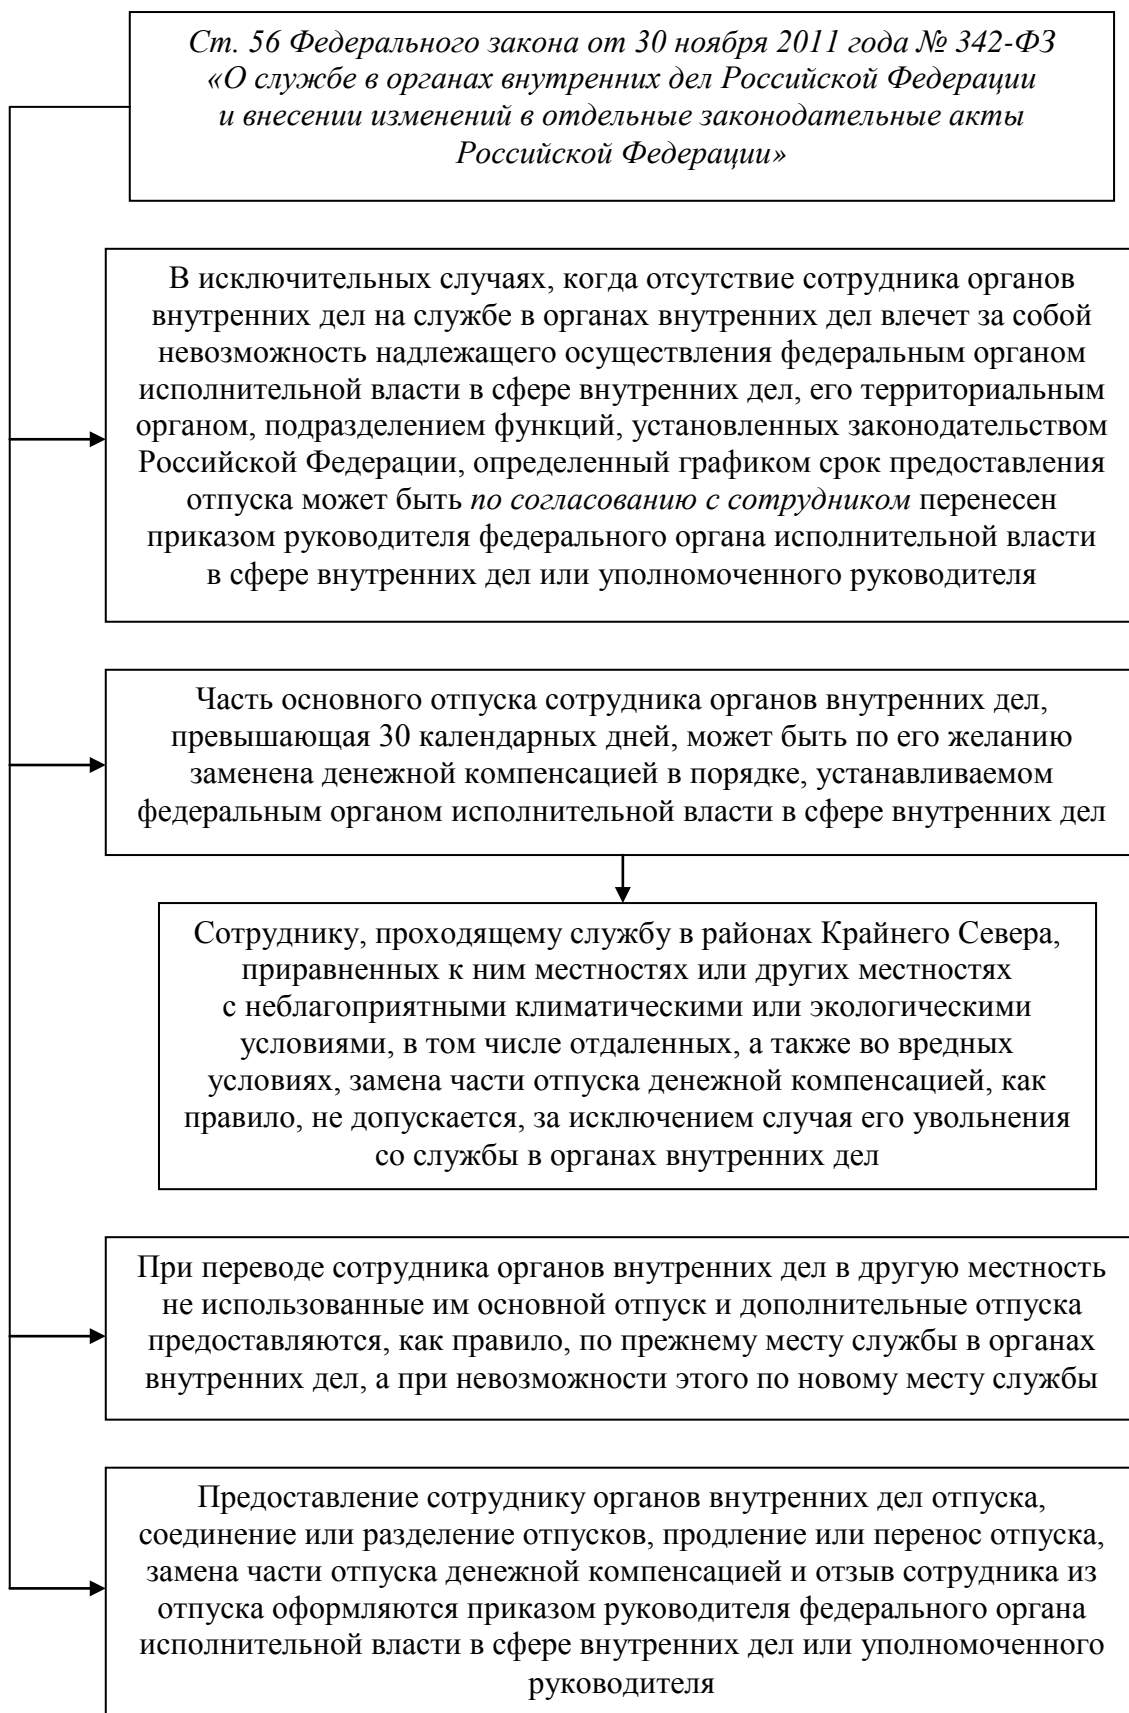 Ст. 56 Федерального закона от 30 ноября 2011 года № 342-ФЗ
«О службе в органах внутренних дел Российской Федерации
и внесении изменений в отдельные законодательные акты
Российской Федерации»
В исключительных случаях, когда отсутствие сотрудника органов
внутренних дел на службе в органах внутренних дел влечет за собой
невозможность надлежащего осуществления федеральным органом
исполнительной власти в сфере внутренних дел, его территориальным
органом, подразделением функций, установленных законодательством
Российской Федерации, определенный графиком срок предоставления
отпуска может быть по согласованию с сотрудником перенесен
приказом руководителя федерального органа исполнительной власти
в сфере внутренних дел или уполномоченного руководителя
Часть основного отпуска сотрудника органов внутренних дел,
превышающая 30 календарных дней, может быть по его желанию
заменена денежной компенсацией в порядке, устанавливаемом
федеральным органом исполнительной власти в сфере внутренних дел
Сотруднику, проходящему службу в районах Крайнего Севера,
приравненных к ним местностях или других местностях
с неблагоприятными климатическими или экологическими
условиями, в том числе отдаленных, а также во вредных
условиях, замена части отпуска денежной компенсацией, как
правило, не допускается, за исключением случая его увольнения
со службы в органах внутренних дел
При переводе сотрудника органов внутренних дел в другую местность
не использованные им основной отпуск и дополнительные отпуска
предоставляются, как правило, по прежнему месту службы в органах
внутренних дел, а при невозможности этого по новому месту службы
Предоставление сотруднику органов внутренних дел отпуска,
соединение или разделение отпусков, продление или перенос отпуска,
замена части отпуска денежной компенсацией и отзыв сотрудника из
отпуска оформляются приказом руководителя федерального органа
исполнительной власти в сфере внутренних дел или уполномоченного
руководителя